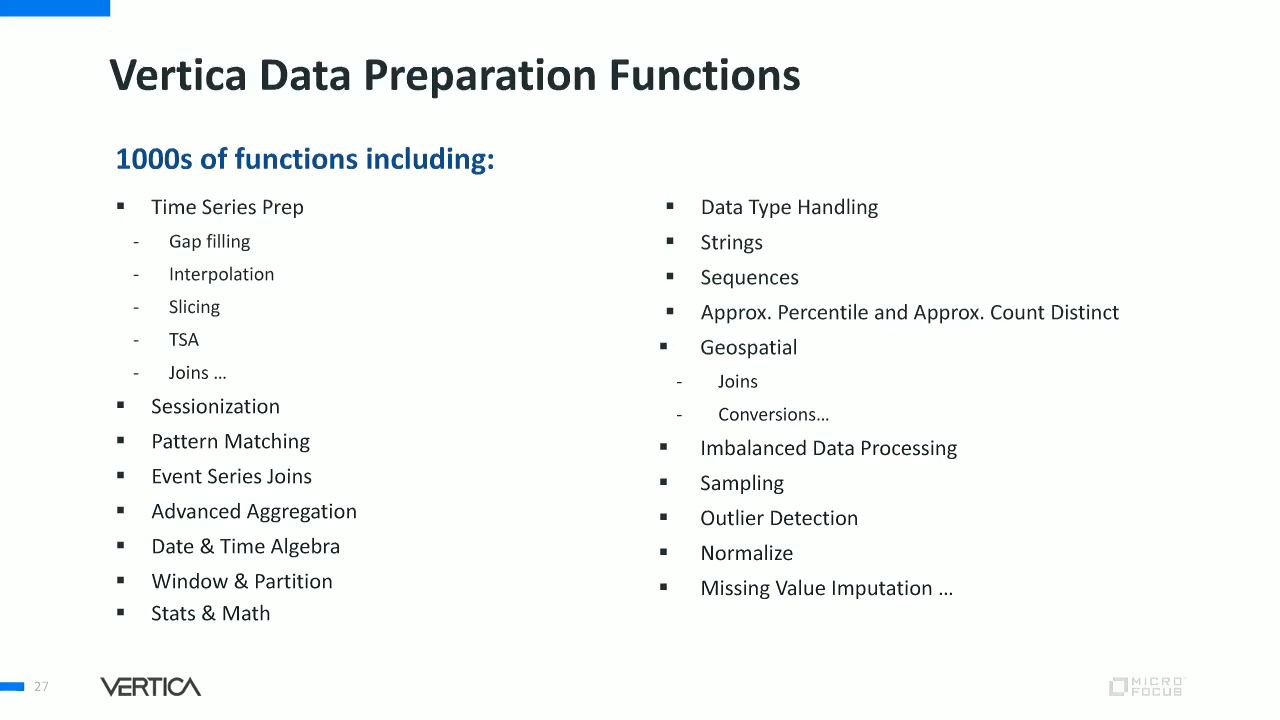 Vertica Data Preparation Functions
1000s of functions including:
▪ Time Series Prep
- Gap filling
- Interpolation
- Slicing
- TSA
- Joins …
▪ Sessionization
▪ Pattern Matching
▪ Event Series Joins
▪ Advanced Aggregation
▪ Date & Time Algebra
▪ Window & Partition
▪ Stats & Math
▪ Data Type Handling
▪ Strings
▪ Sequences
▪ Approx. Percentile and Approx. Count Distinct
▪ Geospatial
- Joins
- Conversions…
▪ Imbalanced Data Processing
▪ Sampling
▪ Outlier Detection
▪ Normalize
▪ Missing Value Imputation …
27
VERTICA
MICRO
FOCUS